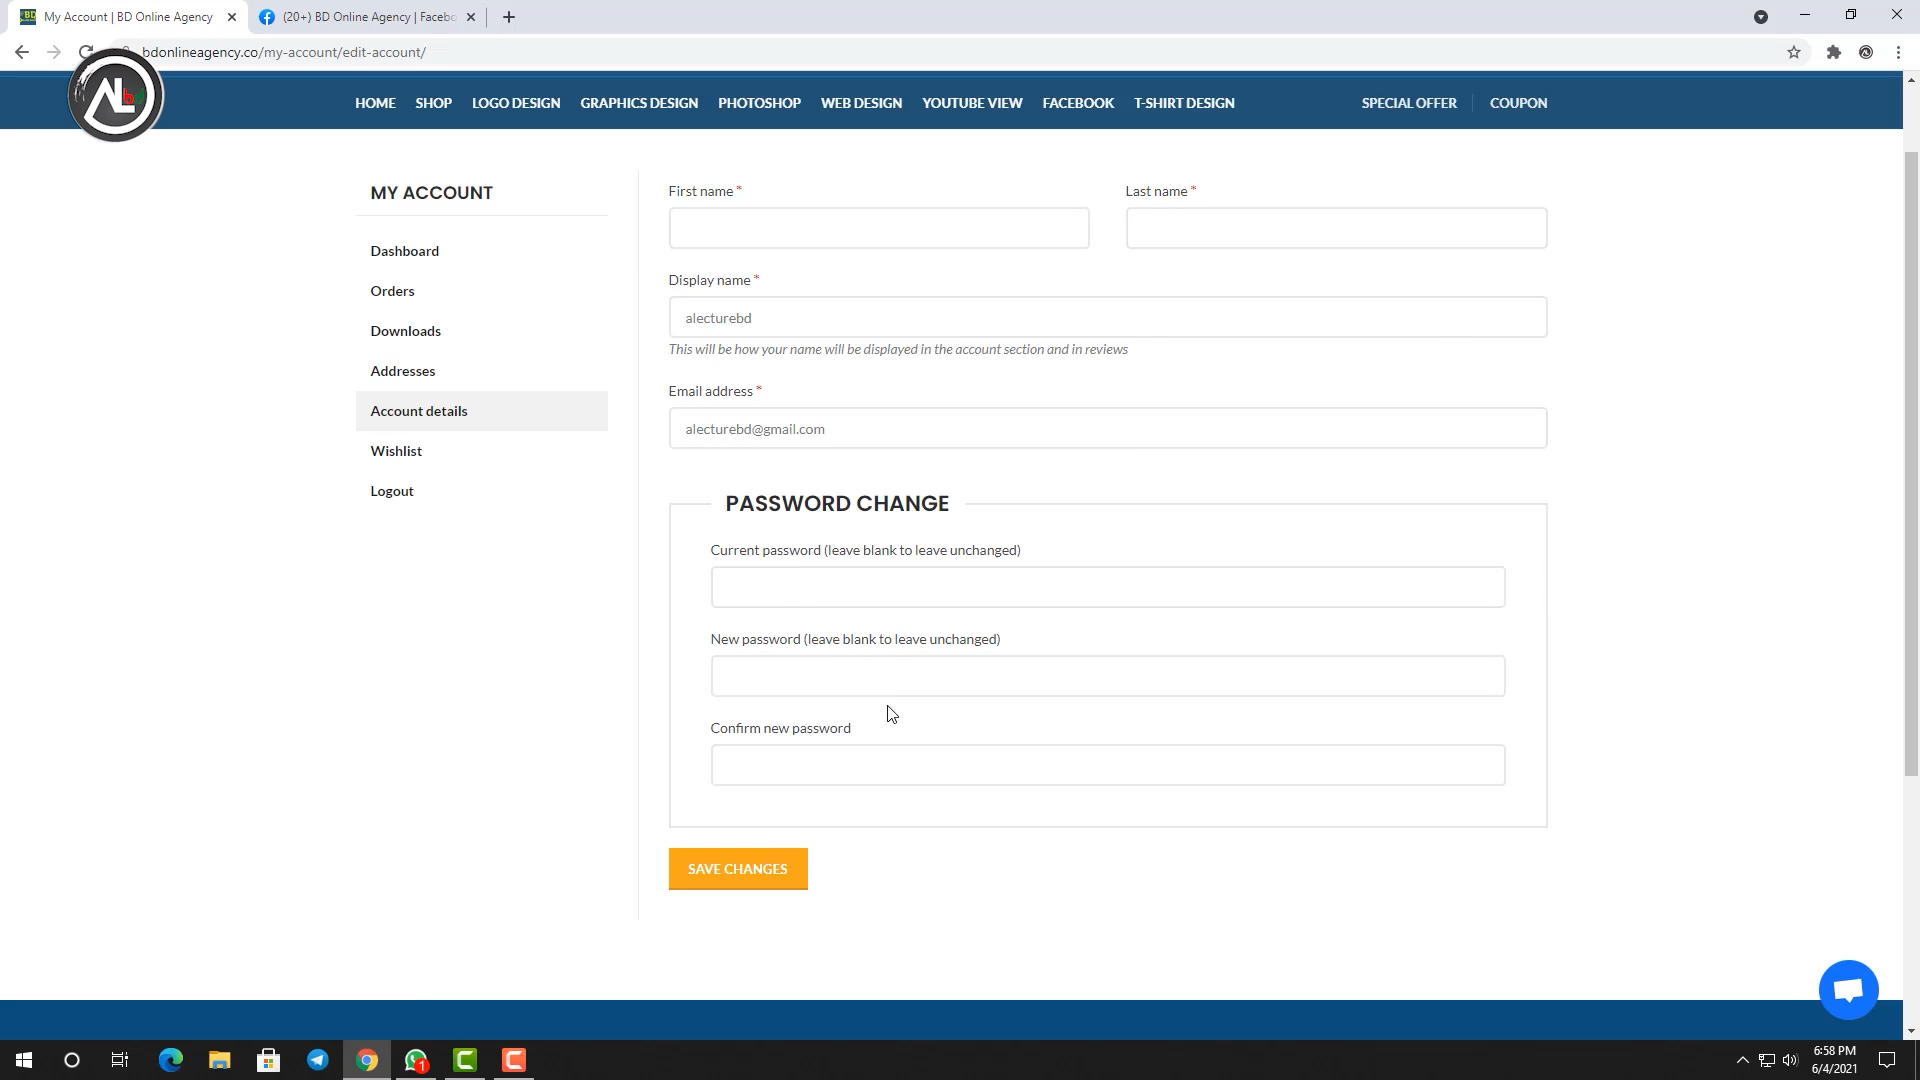 My Account | BD Online Agency
(20+) BD Online Agency | Facebo
bdonlineagency.co/my-account/edit-account/
ALbd
HOME
SHOP
LOGO DESIGN
GRAPHICS DESIGN
PHOTOSHOP
WEB DESIGN
YOUTUBE VIEW
FACEBOOK
T-SHIRT DESIGN
SPECIAL OFFER
COUPON
MY ACCOUNT
Dashboard
Orders
Downloads
Addresses
Account details
Wishlist
Logout
First name *
Last name *
Display name *
alecturebd
This will be how your name will be displayed in the account section and in reviews
Email address *
alecturebd@gmail.com
PASSWORD CHANGE
Current password (leave blank to leave unchanged)
New password (leave blank to leave unchanged)
Confirm new password
SAVE CHANGES
1
6:58 PM
6/4/2021